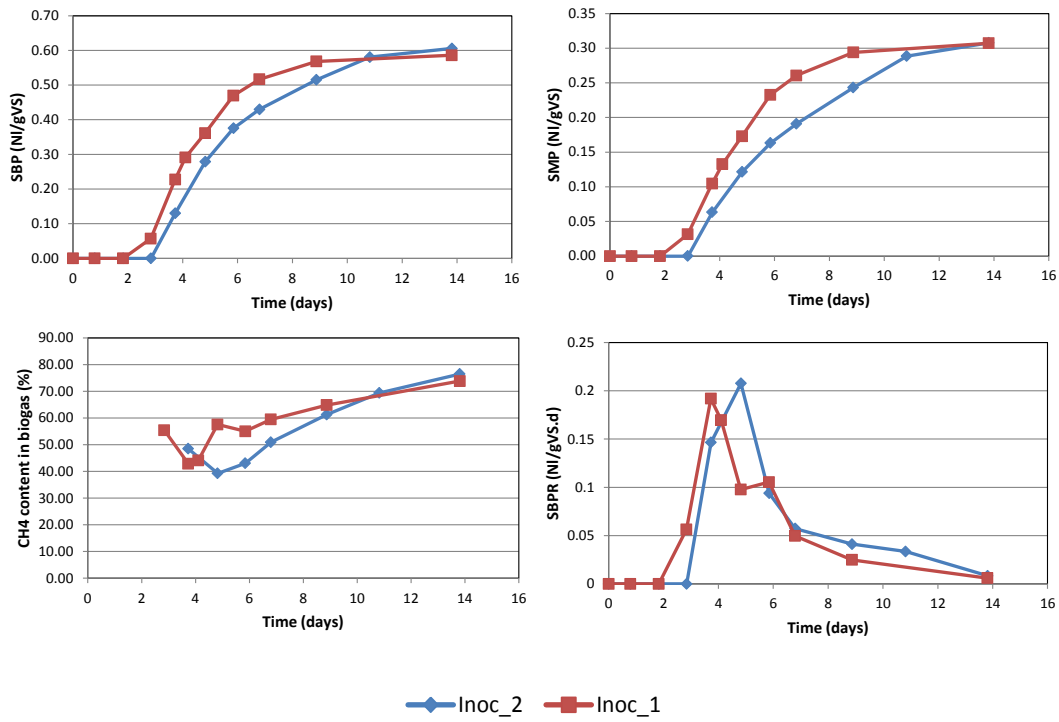 0.70
0.60
0.50
0.40
0.30
0.20
0.10
0.00
SBP (Nl/gVS)
0 2 4 6 8 10 12 14 16
Time (days)
0.35
0.30
0.25
0.20
0.15
0.10
0.05
0.00
SMP (Nl/gVS)
0 2 4 6 8 10 12 14 16
Time (days)
90.00
80.00
70.00
60.00
50.00
40.00
30.00
20.00
10.00
0.00
CH4 content in biogas (%)
0 2 4 6 8 10 12 14 16
Time (days)
0.25
0.2
0.15
0.1
0.05
0
SBPR (Nl/gVS.d)
0 2 4 6 8 10 12 14 16
Time (days)
Inoc_2 Inoc_1